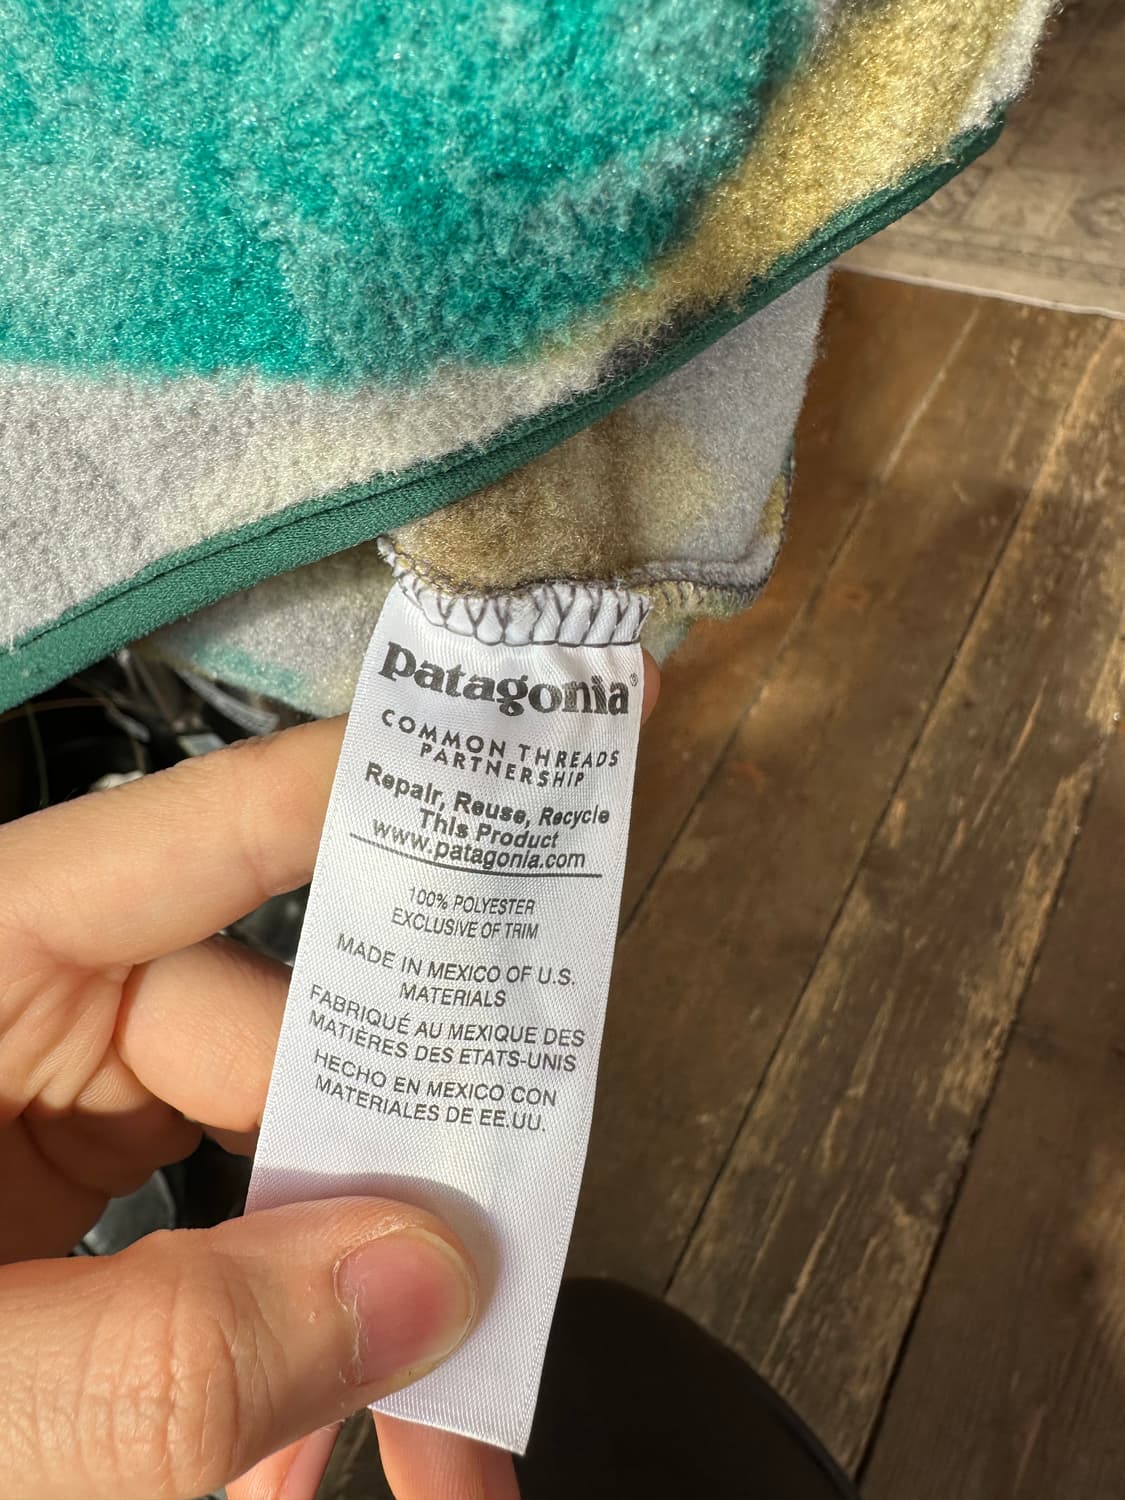 patagonia®
COMMON THREADS
PARTNERSHIP
Repair, Reuse, Recycle
This Product
www.patagonia.com
100% POLYESTER
EXCLUSIVE OF TRIM
MADE IN MEXICO OF U.S.
MATERIALS
FABRIQUÉ AU MEXIQUE DES
MATIÈRES DES ETATS-UNIS
HECHO EN MEXICO CON
MATERIALES DE EE.UU.